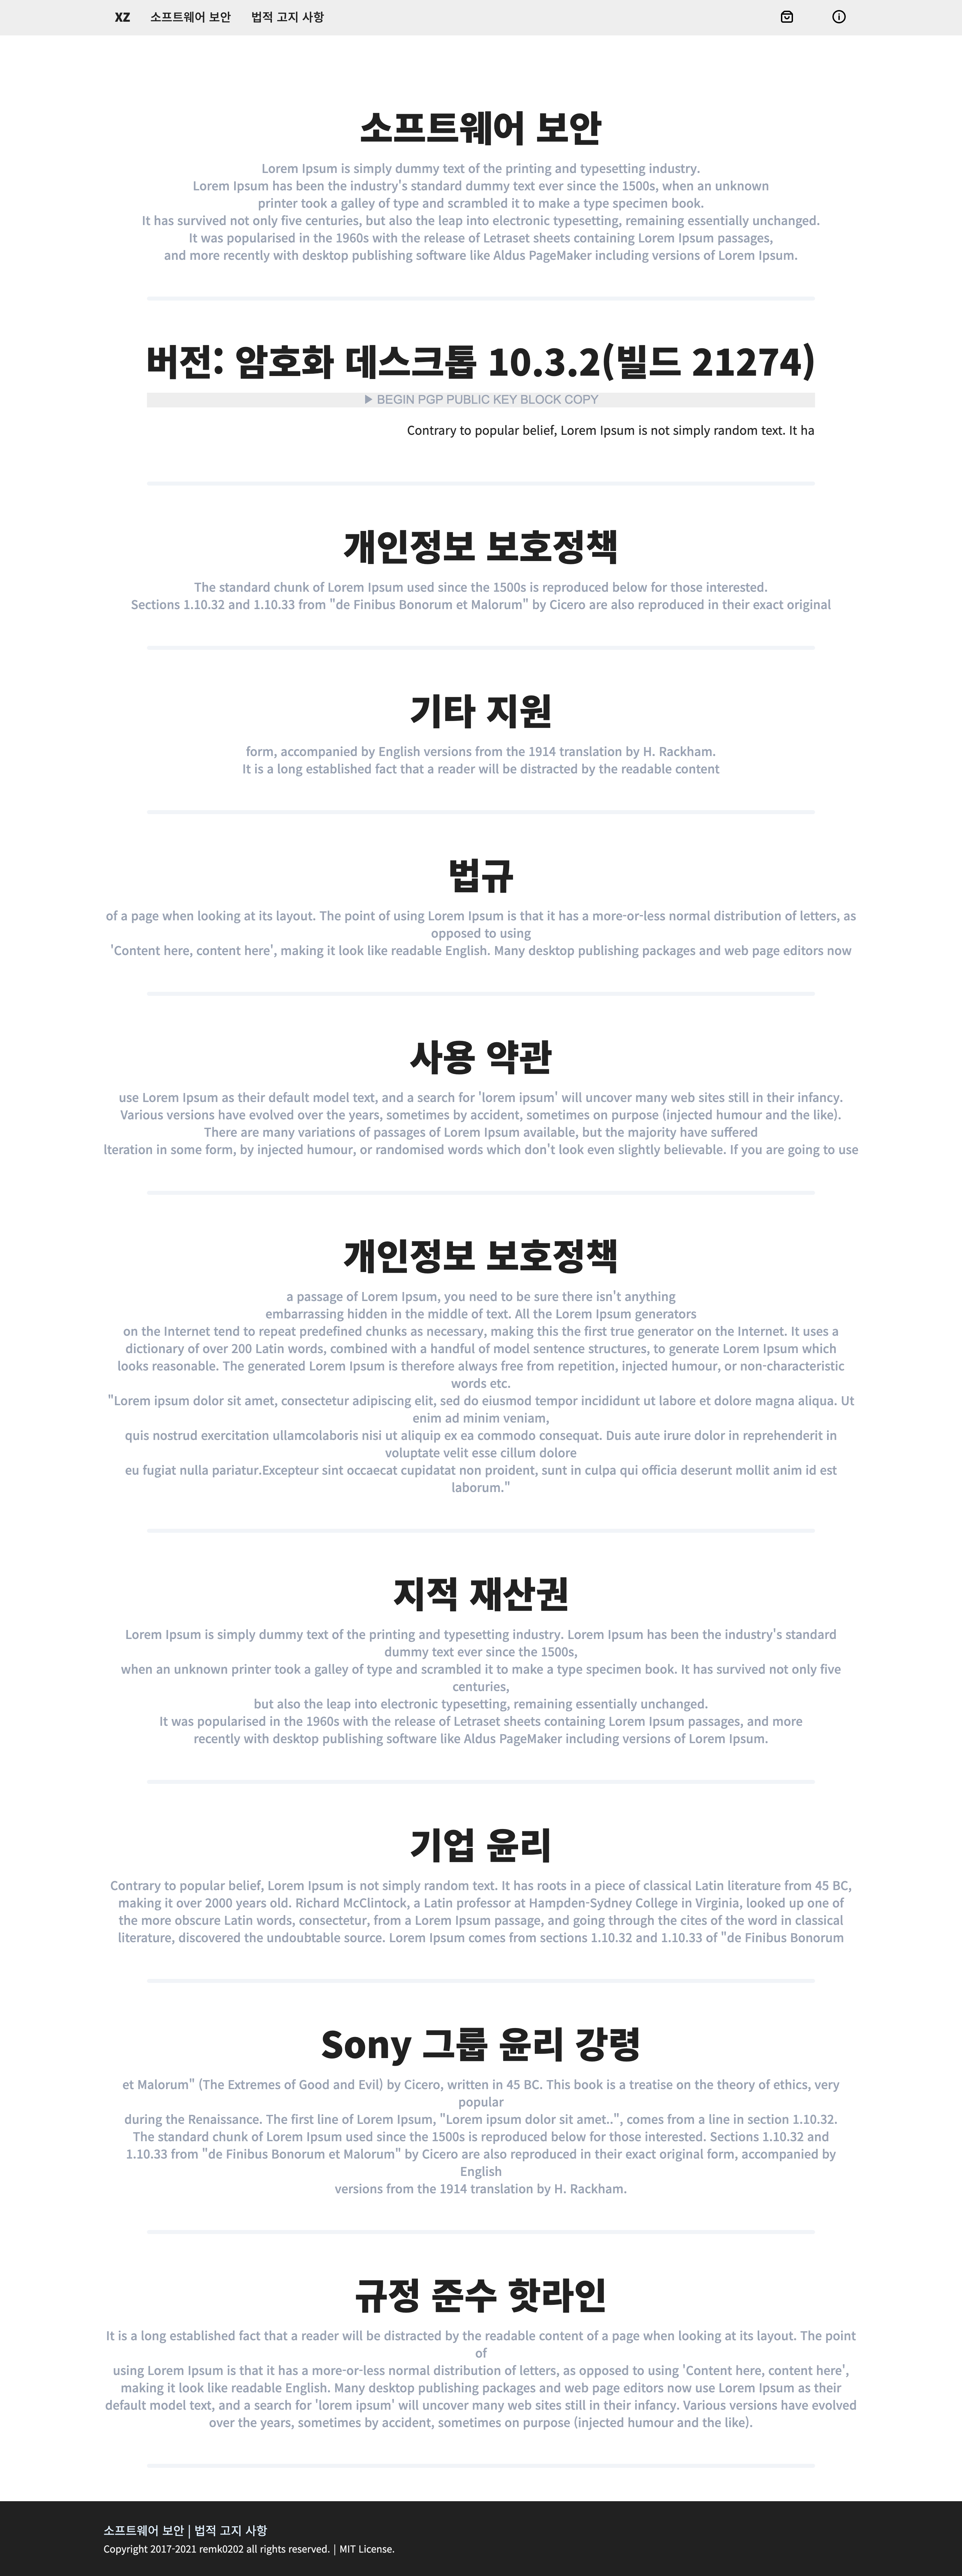 XZ 소프트웨어 보안 법적 고지 사항
소프트웨어 보안
Lorem Ipsum is simply dummy text of the printing and typesetting industry.
Lorem Ipsum has been the industry's standard dummy text ever since the 1500s, when an unknown
printer took a galley of type and scrambled it to make a type specimen book.
It has survived not only five centuries, but also the leap into electronic typesetting, remaining essentially unchanged.
It was popularised in the 1960s with the release of Letraset sheets containing Lorem Ipsum passages,
and more recently with desktop publishing software like Aldus PageMaker including versions of Lorem Ipsum.
버전: 암호화 데스크톱 10.3.2(빌드 21274)
▶ BEGIN PGP PUBLIC KEY BLOCK COPY
Contrary to popular belief, Lorem Ipsum is not simply random text. It ha
개인정보 보호정책
The standard chunk of Lorem Ipsum used since the 1500s is reproduced below for those interested.
Sections 1.10.32 and 1.10.33 from "de Finibus Bonorum et Malorum" by Cicero are also reproduced in their exact original
기타 지원
form, accompanied by English versions from the 1914 translation by H. Rackham.
It is a long established fact that a reader will be distracted by the readable content
법규
of a page when looking at its layout. The point of using Lorem Ipsum is that it has a more-or-less normal distribution of letters, as
opposed to using
'Content here, content here', making it look like readable English. Many desktop publishing packages and web page editors now
사용 약관
use Lorem Ipsum as their default model text, and a search for 'lorem ipsum' will uncover many web sites still in their infancy.
Various versions have evolved over the years, sometimes by accident, sometimes on purpose (injected humour and the like).
There are many variations of passages of Lorem Ipsum available, but the majority have suffered
lteration in some form, by injected humour, or randomised words which don't look even slightly believable. If you are going to use
개인정보 보호정책
a passage of Lorem Ipsum, you need to be sure there isn't anything
embarrassing hidden in the middle of text. All the Lorem Ipsum generators
on the Internet tend to repeat predefined chunks as necessary, making this the first true generator on the Internet. It uses a
dictionary of over 200 Latin words, combined with a handful of model sentence structures, to generate Lorem Ipsum which
looks reasonable. The generated Lorem Ipsum is therefore always free from repetition, injected humour, or non-characteristic
words etc.
"Lorem ipsum dolor sit amet, consectetur adipiscing elit, sed do eiusmod tempor incididunt ut labore et dolore magna aliqua. Ut
enim ad minim veniam,
quis nostrud exercitation ullamcolaboris nisi ut aliquip ex ea commodo consequat. Duis aute irure dolor in reprehenderit in
voluptate velit esse cillum dolore
eu fugiat nulla pariatur.Excepteur sint occaecat cupidatat non proident, sunt in culpa qui officia deserunt mollit anim id est
laborum."
지적 재산권
Lorem Ipsum is simply dummy text of the printing and typesetting industry. Lorem Ipsum has been the industry's standard
dummy text ever since the 1500s,
when an unknown printer took a galley of type and scrambled it to make a type specimen book. It has survived not only five
centuries,
but also the leap into electronic typesetting, remaining essentially unchanged.
It was popularised in the 1960s with the release of Letraset sheets containing Lorem Ipsum passages, and more
recently with desktop publishing software like Aldus PageMaker including versions of Lorem Ipsum.
기업 윤리
Contrary to popular belief, Lorem Ipsum is not simply random text. It has roots in a piece of classical Latin literature from 45 BC,
making it over 2000 years old. Richard McClintock, a Latin professor at Hampden-Sydney College in Virginia, looked up one of
the more obscure Latin words, consectetur, from a Lorem Ipsum passage, and going through the cites of the word in classical
literature, discovered the undoubtable source. Lorem Ipsum comes from sections 1.10.32 and 1.10.33 of "de Finibus Bonorum
Sony 그룹 윤리 강령
et Malorum" (The Extremes of Good and Evil) by Cicero, written in 45 BC. This book is a treatise on the theory of ethics, very
popular
during the Renaissance. The first line of Lorem Ipsum, "Lorem ipsum dolor sit amet..", comes from a line in section 1.10.32.
The standard chunk of Lorem Ipsum used since the 1500s is reproduced below for those interested. Sections 1.10.32 and
1.10.33 from "de Finibus Bonorum et Malorum" by Cicero are also reproduced in their exact original form, accompanied by
English
versions from the 1914 translation by H. Rackham.
규정 준수 핫라인
It is a long established fact that a reader will be distracted by the readable content of a page when looking at its layout. The point
of
using Lorem Ipsum is that it has a more-or-less normal distribution of letters, as opposed to using 'Content here, content here',
making it look like readable English. Many desktop publishing packages and web page editors now use Lorem Ipsum as their
default model text, and a search for 'lorem ipsum' will uncover many web sites still in their infancy. Various versions have evolved
over the years, sometimes by accident, sometimes on purpose (injected humour and the like).
소프트웨어 보안 | 법적 고지 사항
Copyright 2017-2021 remk0202 all rights reserved. | MIT License.